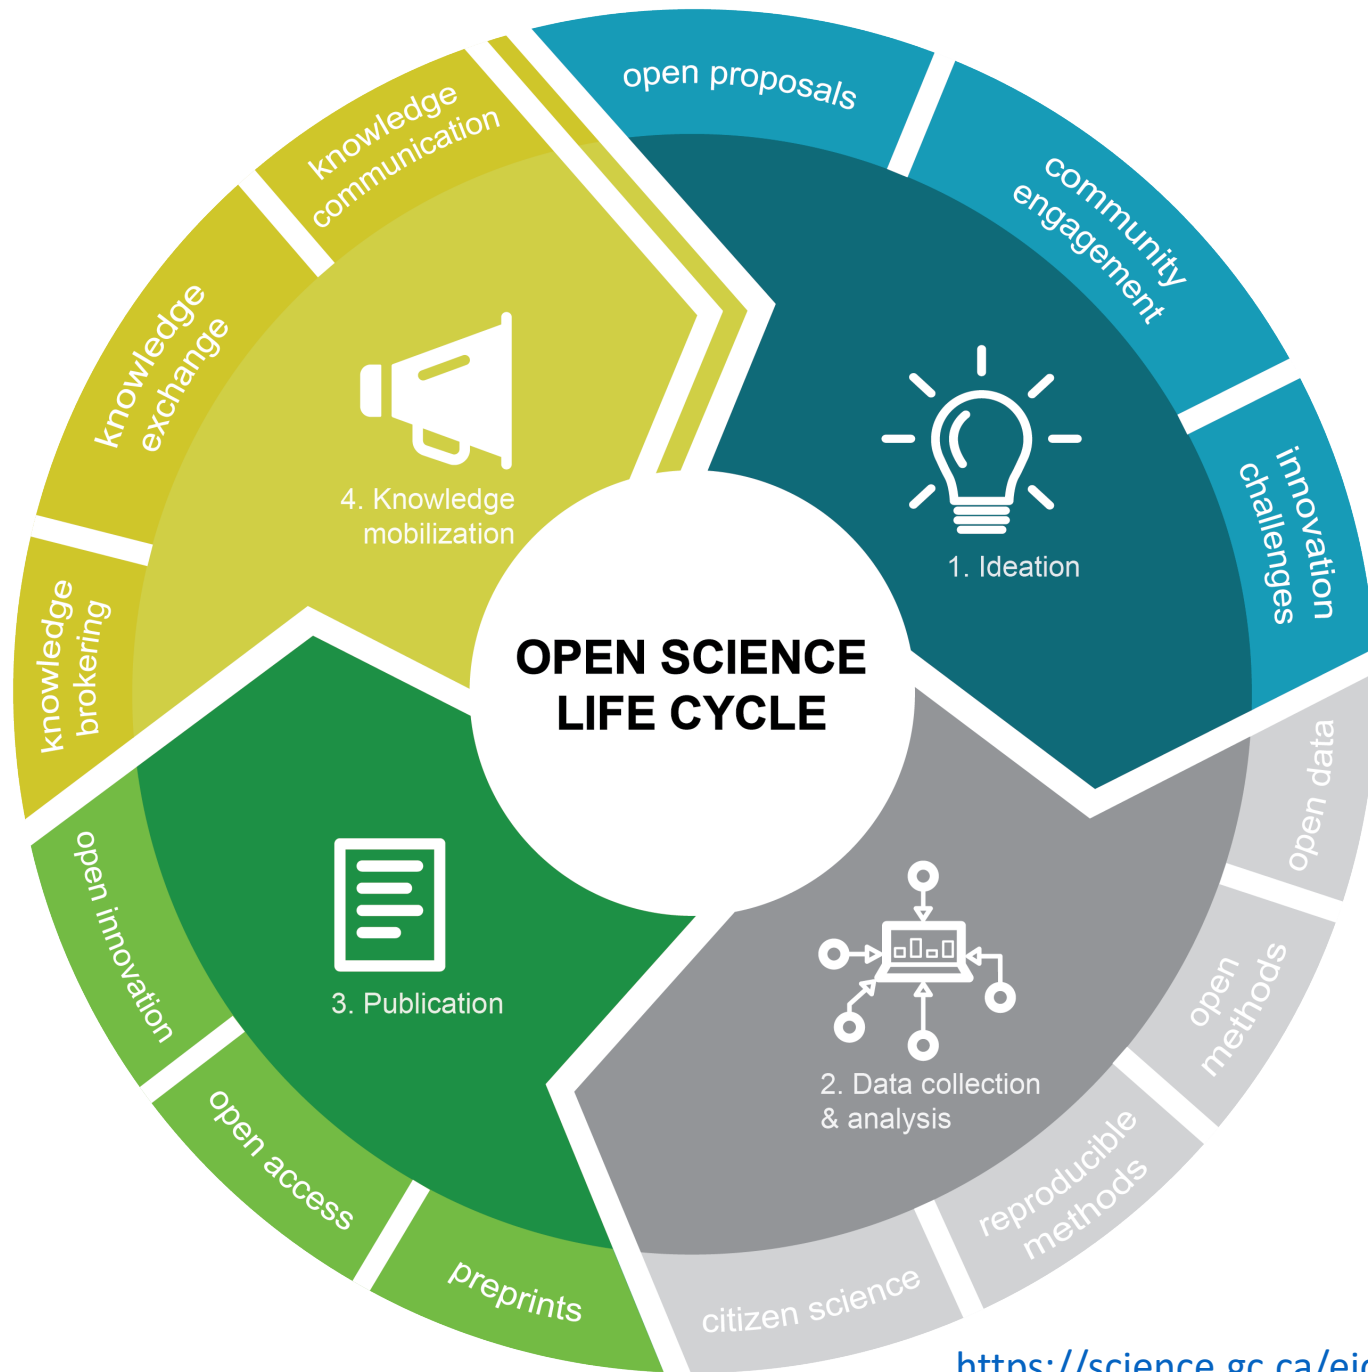 open proposals
community
engagement
innovation
challenges
1. Ideation
open data
open
methods
reproducible
methods
citizen science
2. Data collection
& analysis
preprints
open access
open innovation
3. Publication
knowledge
brokering
knowledge
exchange
knowledge
communication
4. Knowledge
mobilization
OPEN SCIENCE
LIFE CYCLE
https://science.gc.ca/eic